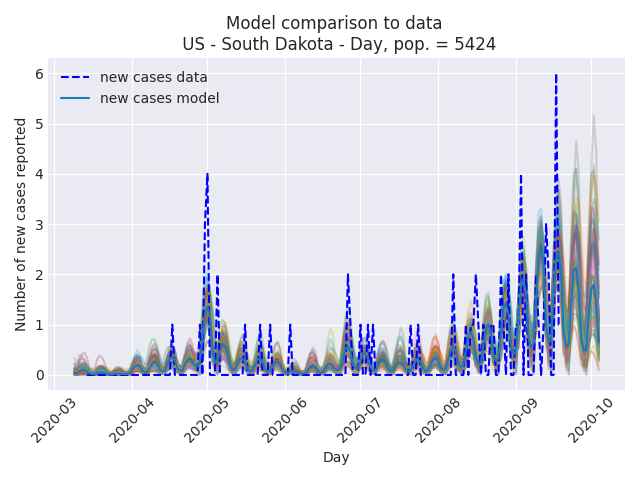 Model comparison to data
US - South Dakota - Day, pop. = 5424
new cases data
new cases model
Number of new cases reported
6
5
4
3
2
1
0
2020-03
2020-04
2020-05
2020-06
2020-07
2020-08
2020-09
2020-10
Day